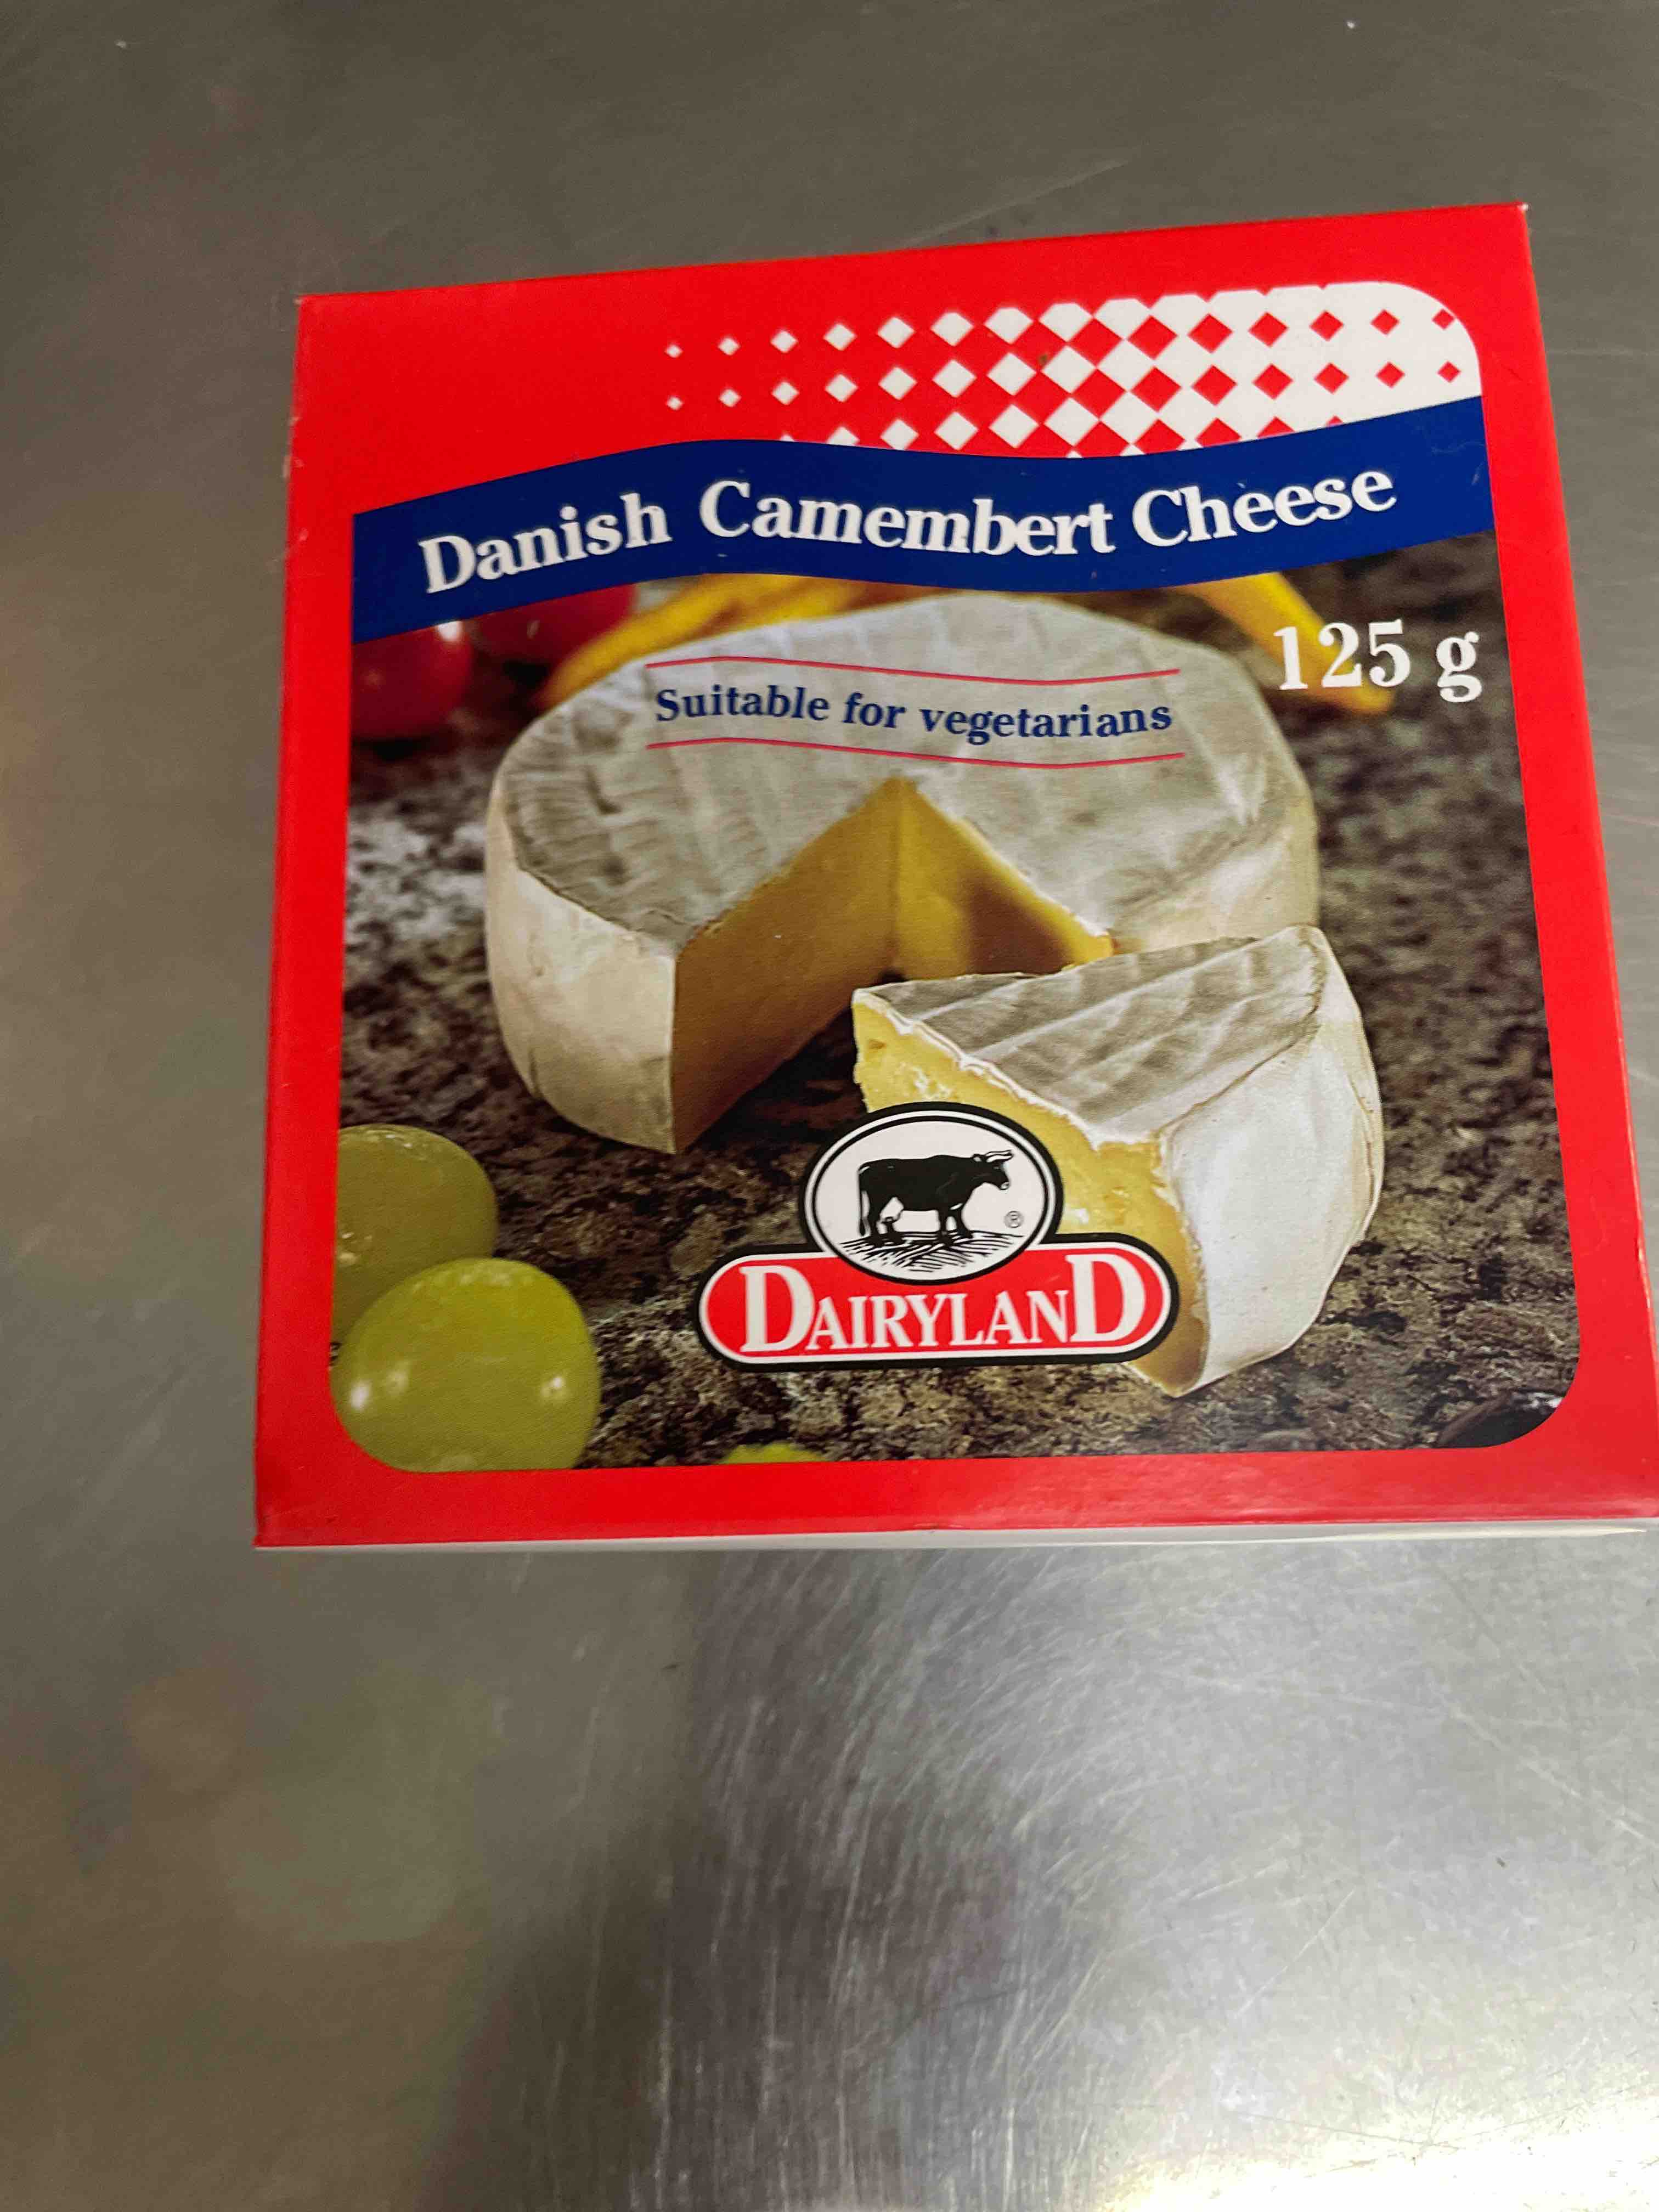 Danish Camembert Cheese
125 g
Suitable for vegetarians
®
DAIRYLAND